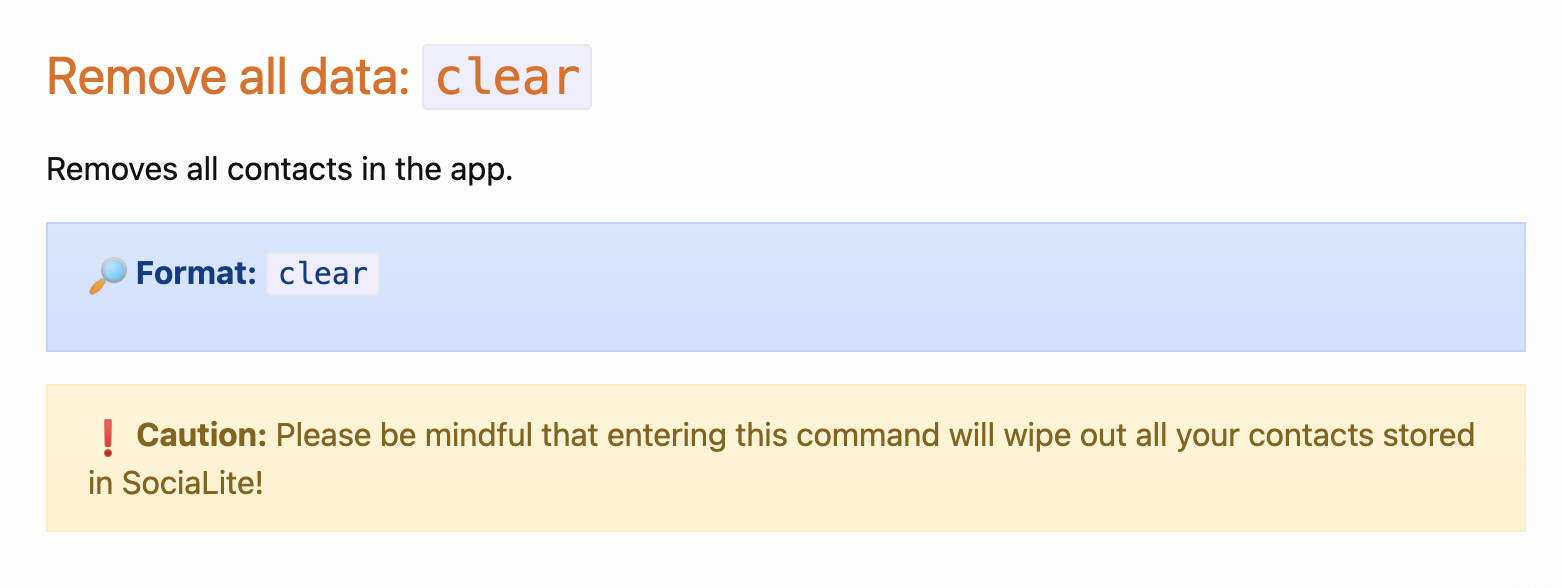 Remove all data: clear
Removes all contacts in the app.
🔎 Format: clear
❗ Caution: Please be mindful that entering this command will wipe out all your contacts stored
in SociaLite!